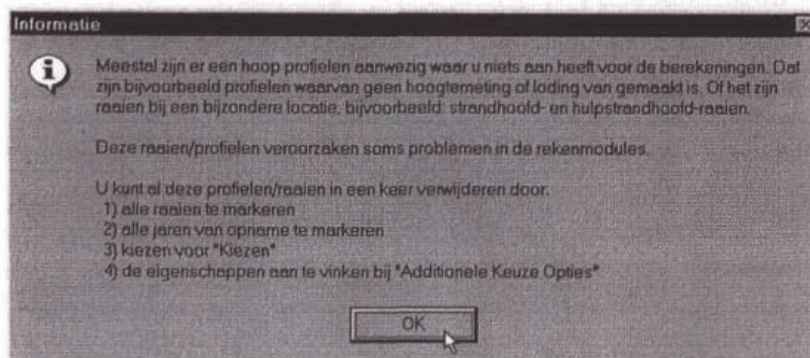 Informatie
Meestal zijn er een hoop profielen aanwezig waar u niets aan heeft voor de berekeningen. Dat
zijn bijvoorbeeld profielen waarvan geen hoogtemeting of loding van gemaakt is. Of het zijn
raaien bij een bijzondere locatie, bijvoorbeeld: strandhoofd- en hulpstrandhoofd-raaien.
Deze raaien/profielen veroorzaken soms problemen in de rekenmodules.
U kunt al deze profielen/raaien in een keer verwijderen door:
1) alle raaien te markeren
2) alle jaren van opname te markeren
3) kiezen voor "Kiezen"
4) de eigenschappen aan te vinken bij "Additionele Keuze Opties"
OK